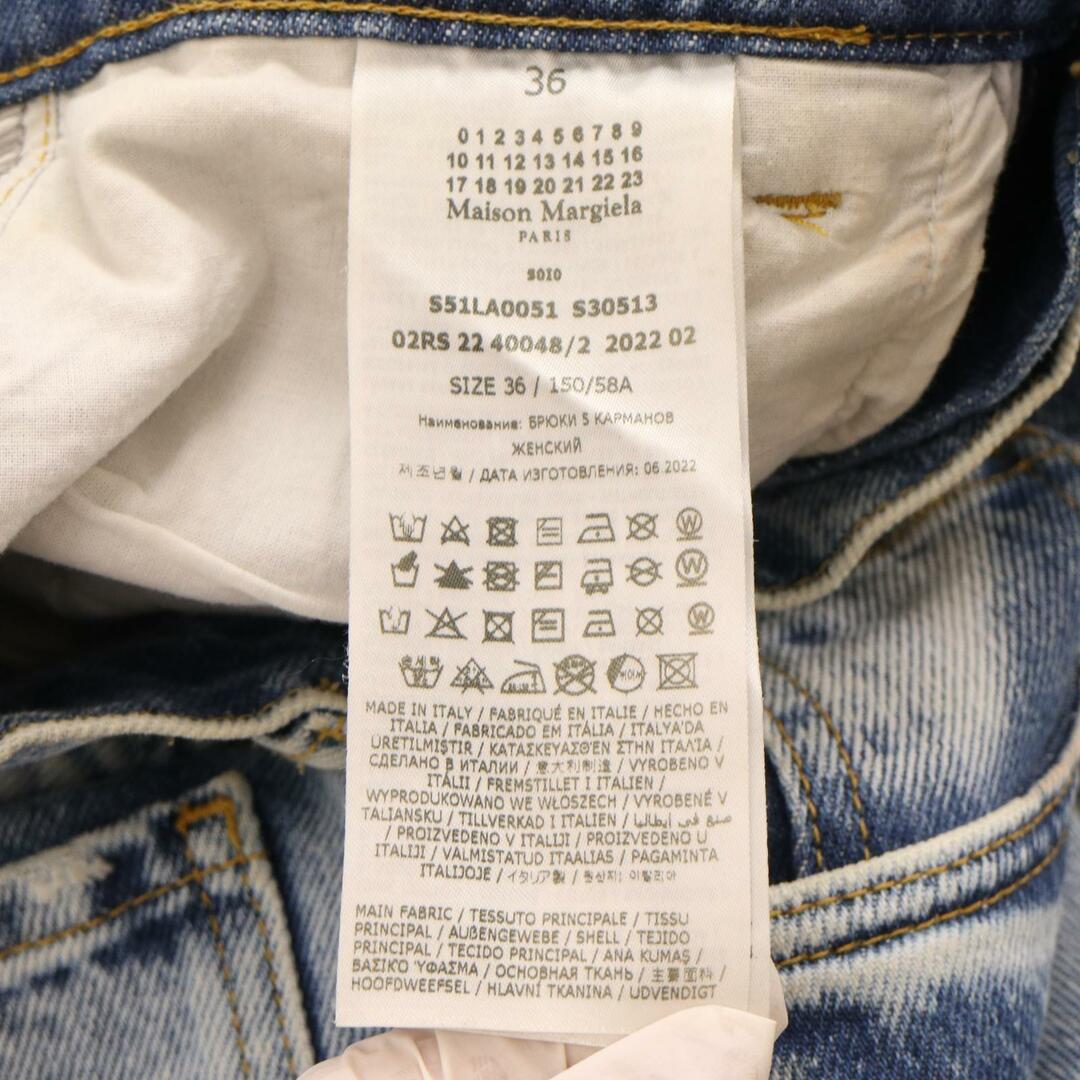 36
0 1 2 3 4 5 6 7 8 9
10 11 12 13 14 15 16
17 18 19 20 21 22 23
Maison Margiela
PARIS
S51LA0051 S30513
02RS 22 40048/2 2022 02
SIZE 36 / 150/58A
Наименование: БРЮКИ 5 КАРМАНОВ
ЖЕНСКИЙ
제조년월 / ДАТА ИЗГОТОВЛЕНИЯ: 06.2022
W
W
W
MADE IN ITALY / FABRIQUÉ EN ITALIE / HECHO EN
ITALIA / FABRICADO EM ITÁLIA / ITALYA'DA
ÜRETILMIŞTIR / ΚΑΤΑΣΚΕΥΑΣΘΈΝ ΣΤΗΝ ΙΤΑΛΊΑ /
СДЕЛАНО В ИТАЛИИ / 意大利制造 / VYROBENO V
ITÁLII / FREMSTILLET I ITALIEN /
WYPRODUKOWANO WE WŁOSZECH / VYROBENÉ V
TALIANSKU / TILLVERKAD I ITALIEN / صنع في إيطاليا
/ PROIZVEDENO V ITALIJI / PROIZVEDENO U
ITALIJI / VALMISTATUD ITAALIAS / PAGAMINTA
ITALIJOJE / イタリア製 / 원산지: 이탈리아
MAIN FABRIC / TESSUTO PRINCIPALE / TISSU
PRINCIPAL / AUßENGEWEBE / SHELL / TEJIDO
PRINCIPAL / TECIDO PRINCIPAL / ANA KUMAŞ /
ΒΑΣΙΚΌ ΎΦΑΣΜΑ / ОСНОВНАЯ ТКАНЬ / 主要面料 /
HOOFDWEEFSEL / HLAVNÍ TKANINA / UDVENDIGT